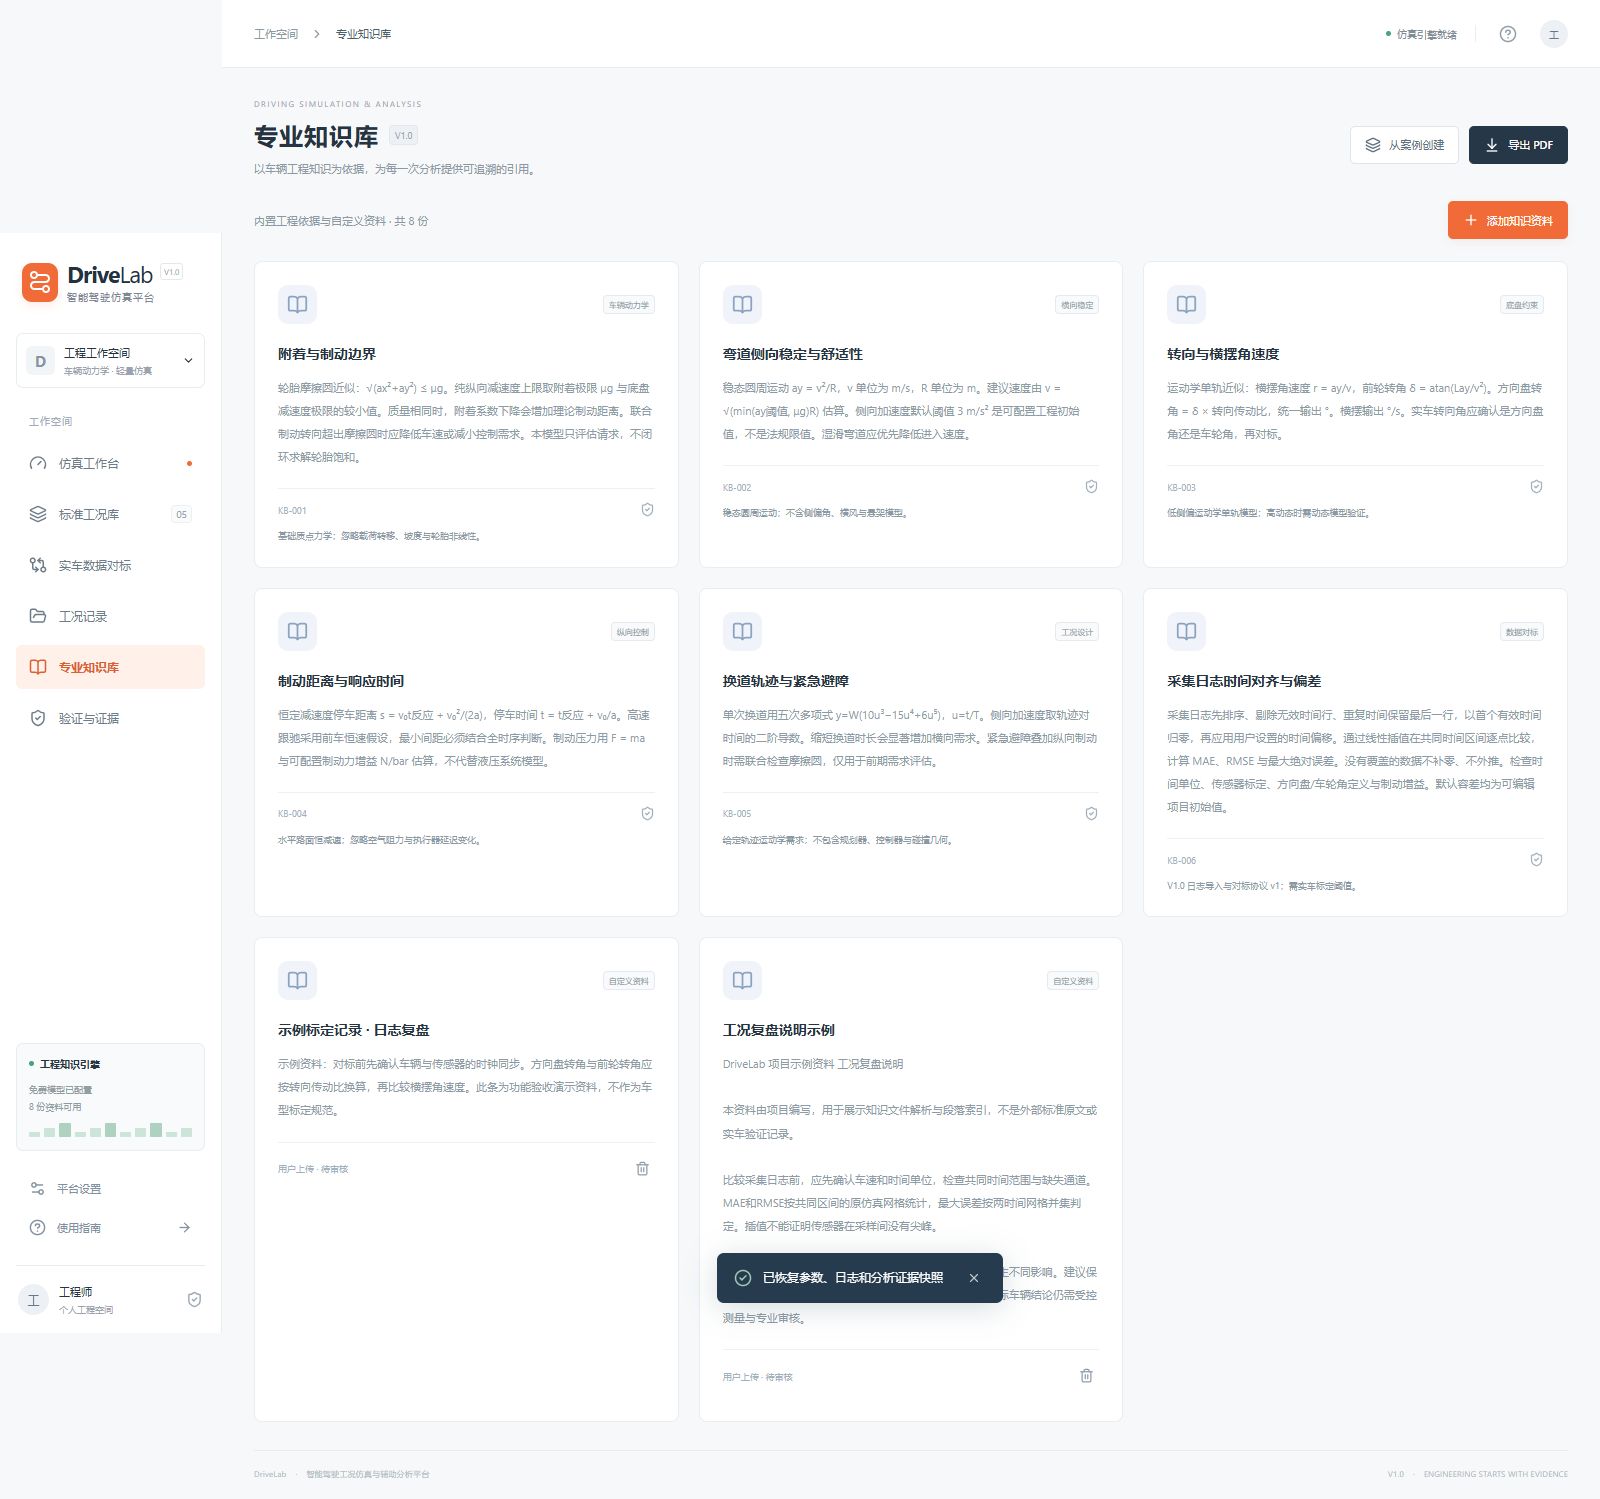 工作空间 > 专业知识库
仿真引擎就绪
工
DRIVING SIMULATION & ANALYSIS
专业知识库 V1.0
以车辆工程知识为依据，为每一次分析提供可追溯的引用。
从案例创建
导出 PDF
内置工程依据与自定义资料 · 共 8 份
添加知识资料
DriveLab V1.0
智能驾驶仿真平台
D
工程工作空间
车辆动力学 · 轻量仿真
工作空间
仿真工作台
标准工况库 05
实车数据对标
工况记录
专业知识库
验证与证据
工程知识引擎
免费模型已配置
8 份资料可用
平台设置
使用指南
工
工程师
个人工程空间
车辆动力学
附着与制动边界
轮胎摩擦圆近似：√(ax²+ay²) ≤ μg。纯纵向减速度上限取附着极限 μg 与底盘
减速度极限的较小值。质量相同时，附着系数下降会增加理论制动距离。联合
制动转向超出摩擦圆时应降低车速或减小控制需求。本模型只评估请求，不闭
环求解轮胎饱和。
KB-001
基础质点力学：忽略载荷转移、坡度与轮胎非线性。
横向稳定
弯道侧向稳定与舒适性
稳态圆周运动 ay = v²/R，v 单位为 m/s，R 单位为 m。建议速度由 v =
√(min(ay阈值, μg)R) 估算。侧向加速度默认阈值 3 m/s² 是可配置工程初始
值，不是法规限值。湿滑弯道应优先降低进入速度。
KB-002
稳态圆周运动：不含侧偏角、横风与悬架模型。
底盘约束
转向与横摆角速度
运动学单轨近似：横摆角速度 r = ay/v，前轮转角 δ = atan(Lay/v²)。方向盘转
角 = δ × 转向传动比，统一输出 °。横摆输出 °/s。实车转向角应确认是方向盘
角还是车轮角，再对标。
KB-003
低侧偏运动学单轨模型：高动态时需动态模型验证。
纵向控制
制动距离与响应时间
恒定减速度停车距离 s = v₀t反应 + v₀²/(2a)，停车时间 t = t反应 + v₀/a。高速
跟驰采用前车恒速假设，最小间距必须结合全时序判断。制动压力用 F = ma
与可配置制动力增益 N/bar 估算，不代替液压系统模型。
KB-004
水平路面恒减速：忽略空气阻力与执行器延迟变化。
工况设计
换道轨迹与紧急避障
单次换道用五次多项式 y=W(10u³−15u⁴+6u⁵)，u=t/T。侧向加速度取轨迹对
时间的二阶导数。缩短换道时长会显著增加横向需求。紧急避障叠加纵向制动
时需联合检查摩擦圆，仅用于前期需求评估。
KB-005
给定轨迹运动学需求：不包含规划器、控制器与碰撞几何。
数据对标
采集日志时间对齐与偏差
采集日志先排序、剔除无效时间行、重复时间保留最后一行，以首个有效时间
归零，再应用用户设置的时间偏移。通过线性插值在共同时间区间逐点比较，
计算 MAE、RMSE 与最大绝对误差。没有覆盖的数据不补零、不外推。检查时
间单位、传感器标定、方向盘/车轮角定义与制动增益。默认容差均为可编辑
项目初始值。
KB-006
V1.0 日志导入与对标协议 v1：需实车标定阈值。
自定义资料
示例标定记录 · 日志复盘
示例资料：对标前先确认车辆与传感器的时钟同步。方向盘转角与前轮转角应
按转向传动比换算，再比较横摆角速度。此条为功能验收演示资料，不作为车
型标定规范。
用户上传 · 待审核
自定义资料
工况复盘说明示例
DriveLab 项目示例资料 工况复盘说明
本资料由项目编写，用于展示知识文件解析与段落索引，不是外部标准原文或
实车验证记录。
比较采集日志前，应先确认车速和时间单位，检查共同时间范围与缺失通道。
MAE和RMSE按共同区间的原仿真网格统计，最大误差按两时间网格并集判
定。插值不能证明传感器在采样间没有尖峰。
不同影响。建议保
车辆结论仍需受控
测量与专业审核。
用户上传 · 待审核
已恢复参数、日志和分析证据快照 ×
DriveLab · 智能驾驶工况仿真与辅助分析平台
V1.0 · ENGINEERING STARTS WITH EVIDENCE